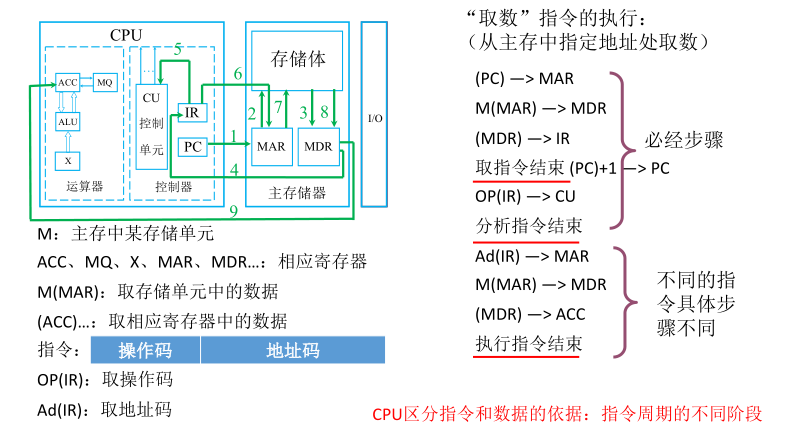 CPU
ACC
MQ
ALU
X
运算器
CU
控制
单元
IR
PC
控制器
存储体
MAR
MDR
主存储器
I/O
1
2
3
4
5
6
7
8
9
M：主存中某存储单元
ACC、MQ、X、MAR、MDR…：相应寄存器
M(MAR)：取存储单元中的数据
(ACC)…：取相应寄存器中的数据
指令： 操作码 地址码
OP(IR)：取操作码
Ad(IR)：取地址码
“取数”指令的执行：
（从主存中指定地址处取数）
(PC) —> MAR
M(MAR) —> MDR
(MDR) —> IR
取指令结束 (PC)+1 —> PC
OP(IR) —> CU
分析指令结束
必经步骤
Ad(IR) —> MAR
M(MAR) —> MDR
(MDR) —> ACC
执行指令结束
不同的指
令具体步
骤不同
CPU区分指令和数据的依据：指令周期的不同阶段